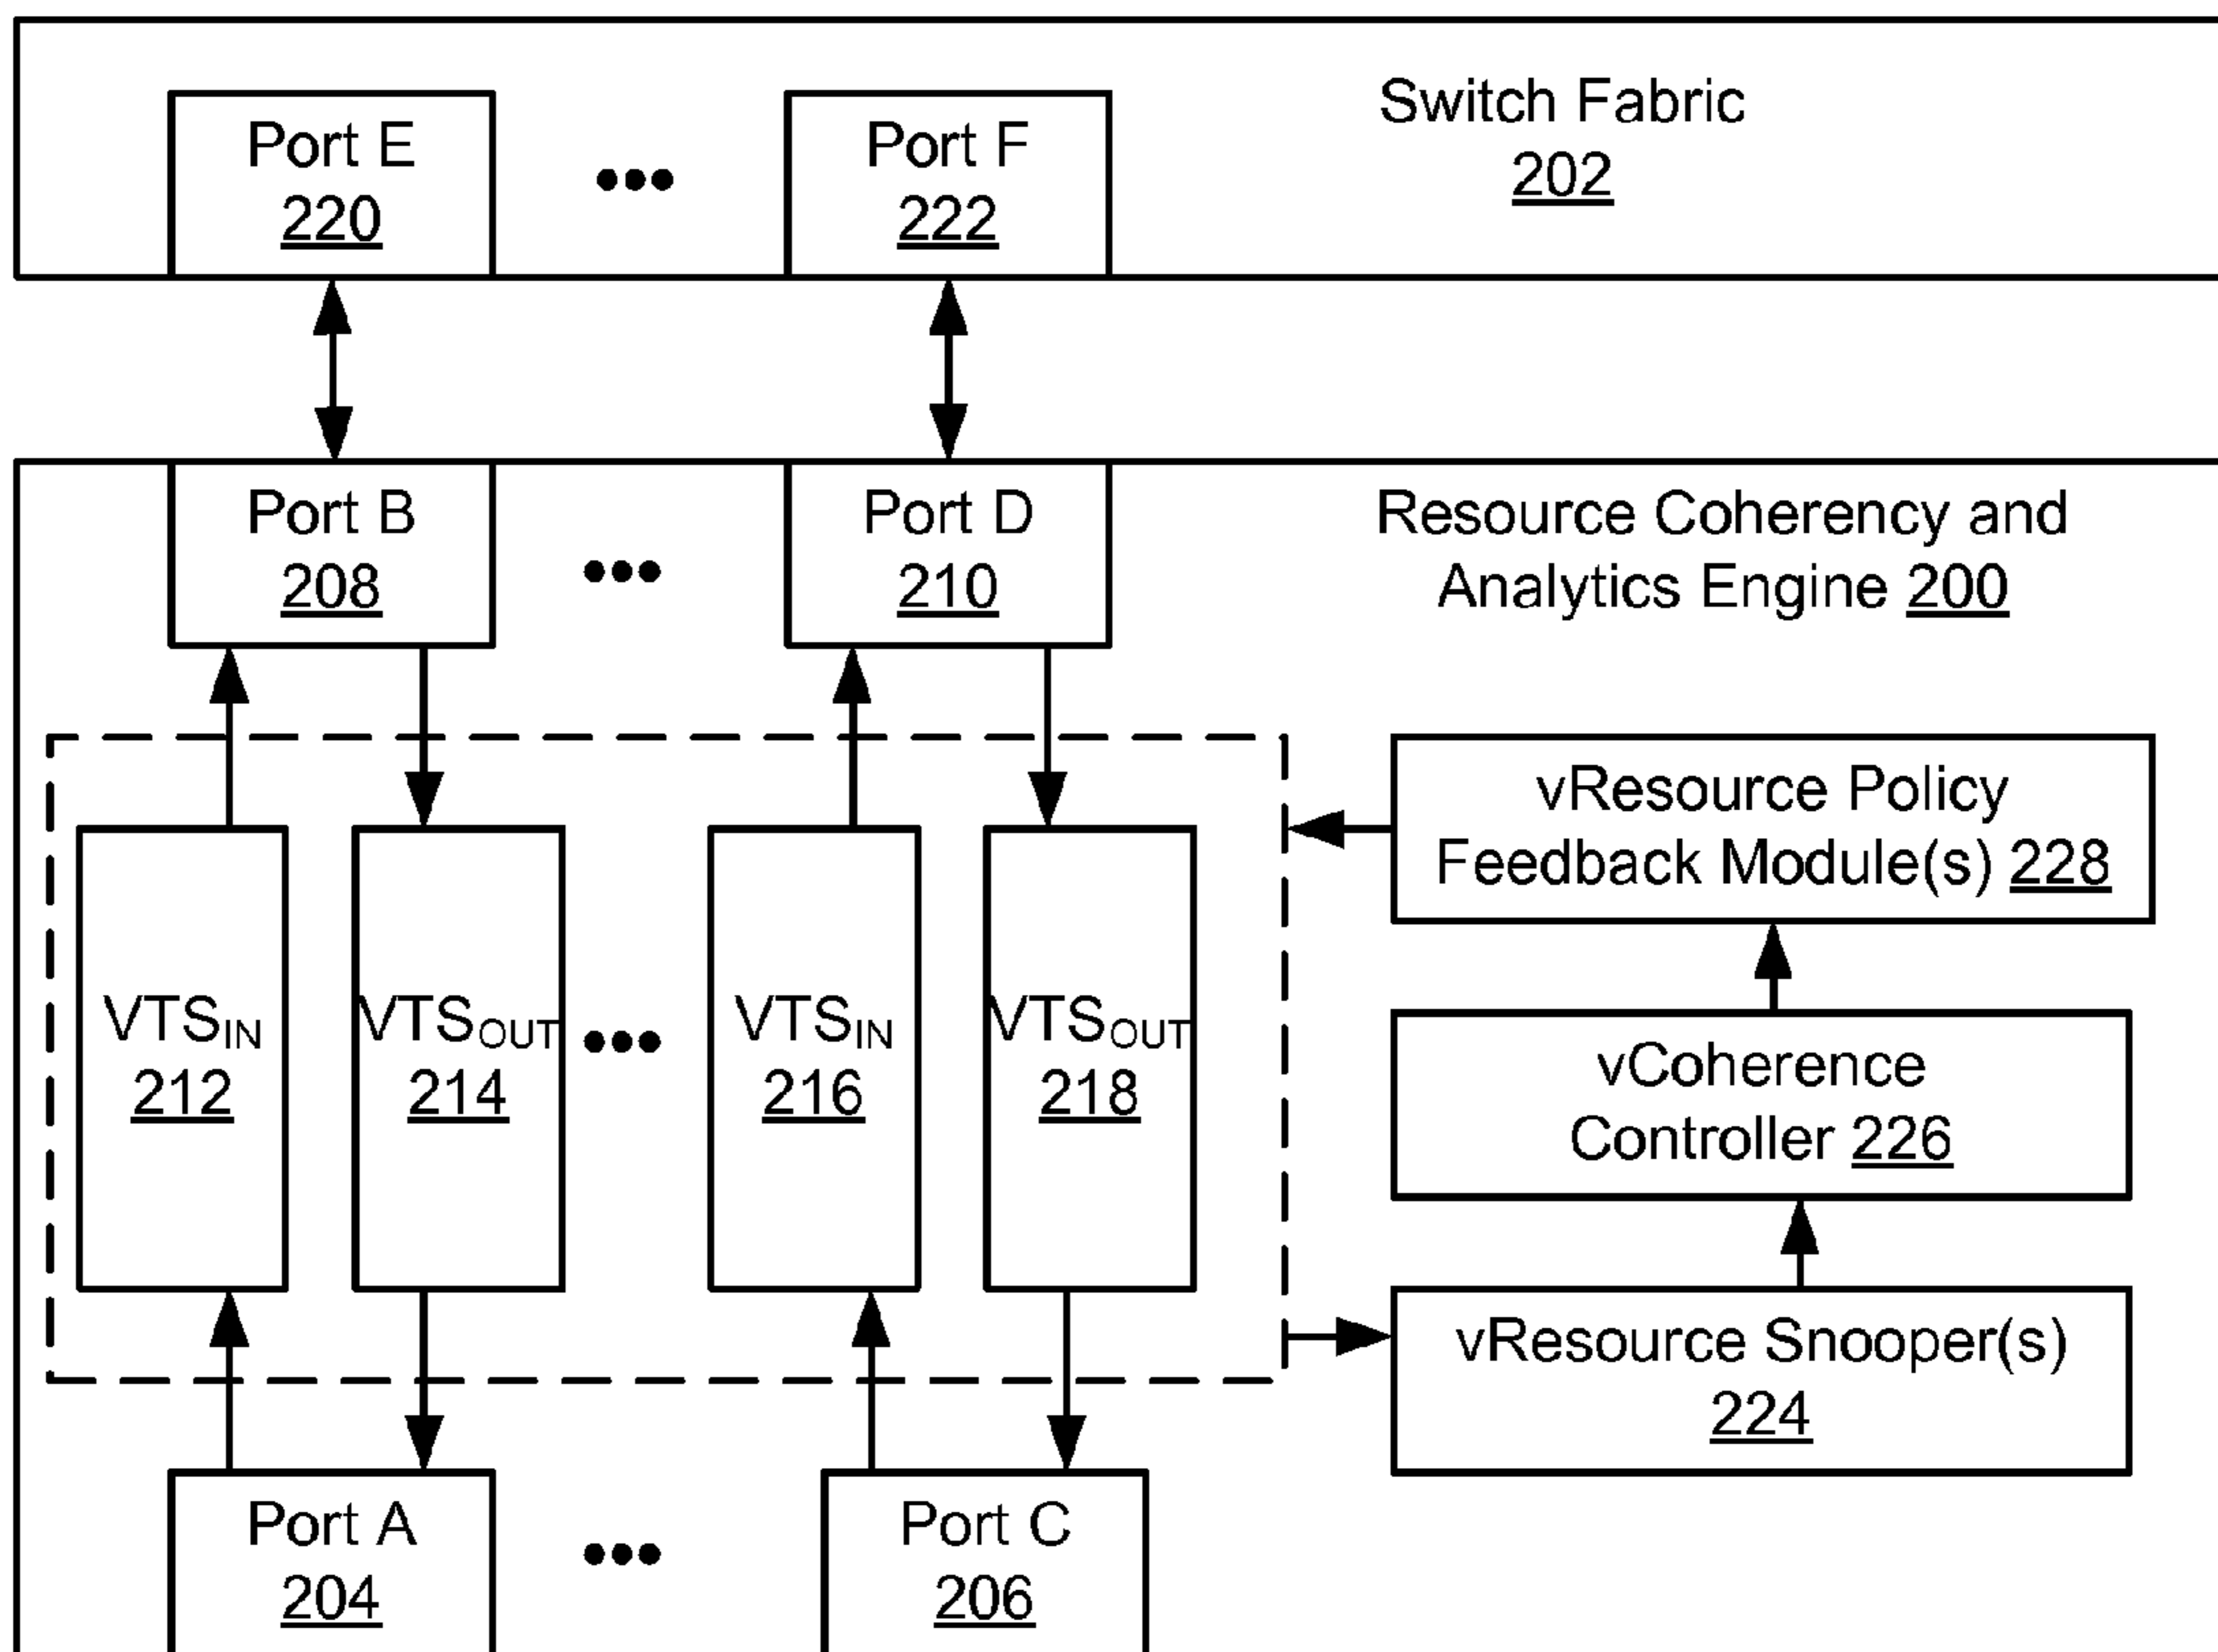 Switch Fabric
202
Port E
220
•••
Port F
222
Port B
208
•••
Port D
210
Resource Coherency and
Analytics Engine 200
vResource Policy
Feedback Module(s) 228
VTSIN
212
VTSOUT
214
•••
VTSIN
216
VTSOUT
218
vCoherence
Controller 226
vResource Snooper(s)
224
Port A
204
•••
Port C
206